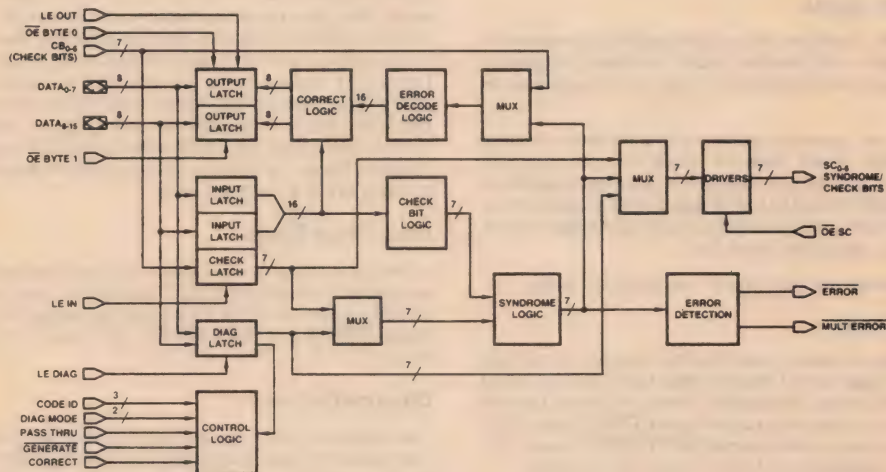 LE OUT
OE BYTE 0
CB0-6
(CHECK BITS)
7
DATA0-7
8
DATA8-15
8
OE BYTE 1
OUTPUT
LATCH
OUTPUT
LATCH
8
8
CORRECT
LOGIC
16
ERROR
DECODE
LOGIC
MUX
INPUT
LATCH
INPUT
LATCH
CHECK
LATCH
16
7
LE IN
CHECK
BIT
LOGIC
7
MUX
7
DRIVERS
7
SC0-6
SYNDROME/
CHECK BITS
OE SC
DIAG
LATCH
LE DIAG
MUX
7
7
SYNDROME
LOGIC
7
ERROR
DETECTION
ERROR
MULT ERROR
CODE ID
3
DIAG MODE
2
PASS THRU
GENERATE
CORRECT
CONTROL
LOGIC